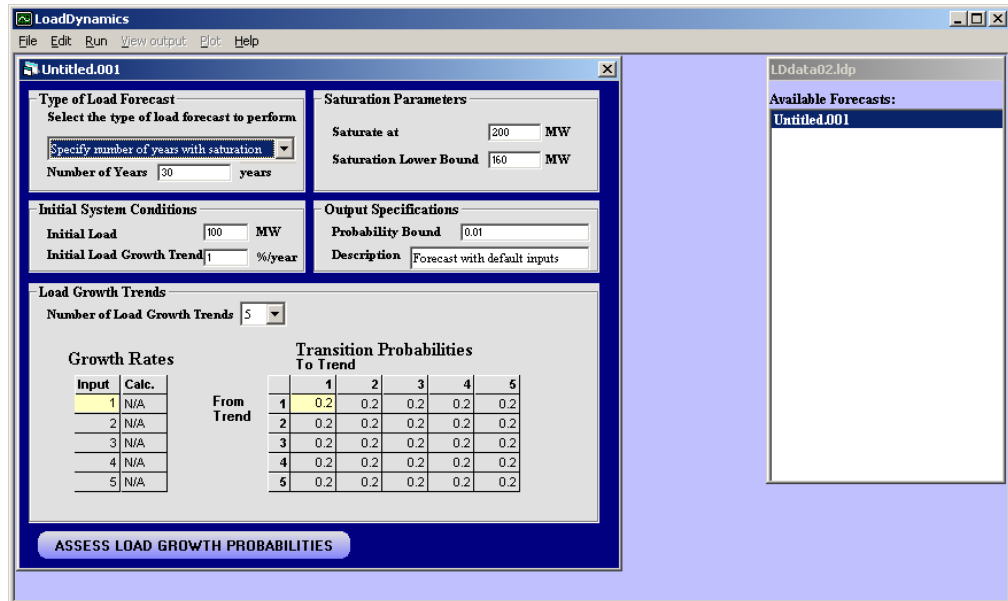 LoadDynamics
File Edit Run View output Plot Help
Untitled.001
Type of Load Forecast
Select the type of load forecast to perform
Specify number of years with saturation
Number of Years 30 years
Saturation Parameters
Saturate at 200 MW
Saturation Lower Bound 160 MW
Initial System Conditions
Initial Load 100 MW
Initial Load Growth Trend 1 %/year
Output Specifications
Probability Bound 0.01
Description Forecast with default inputs
Load Growth Trends
Number of Load Growth Trends 5
Growth Rates
Input Calc.
1 N/A
2 N/A
3 N/A
4 N/A
5 N/A
Transition Probabilities
To Trend
From Trend
1 2 3 4 5
1 0.2 0.2 0.2 0.2 0.2
2 0.2 0.2 0.2 0.2 0.2
3 0.2 0.2 0.2 0.2 0.2
4 0.2 0.2 0.2 0.2 0.2
5 0.2 0.2 0.2 0.2 0.2
ASSESS LOAD GROWTH PROBABILITIES
LDdata02.ldp
Available Forecasts:
Untitled.001